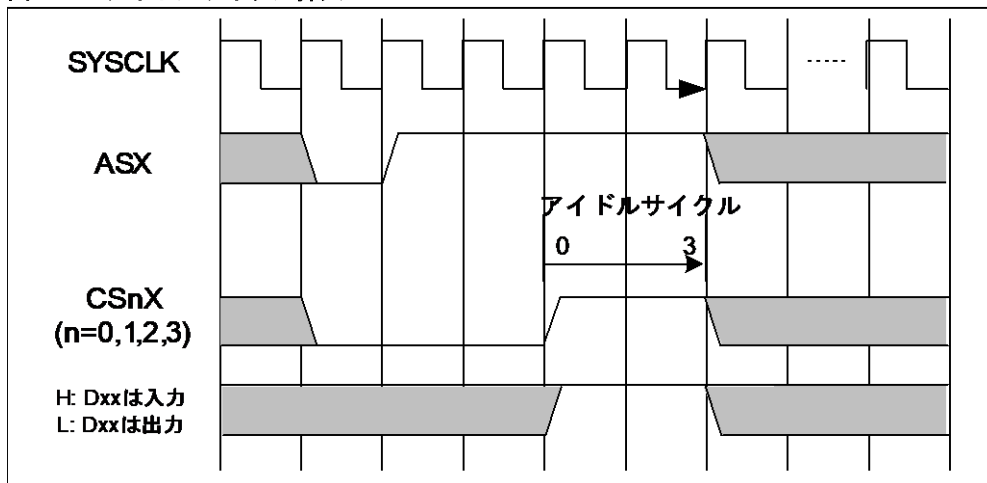 SYSCLK
ASX
アイドルサイクル
0 3
CSnX
(n=0,1,2,3)
H: Dxxは入力
L: Dxxは出力